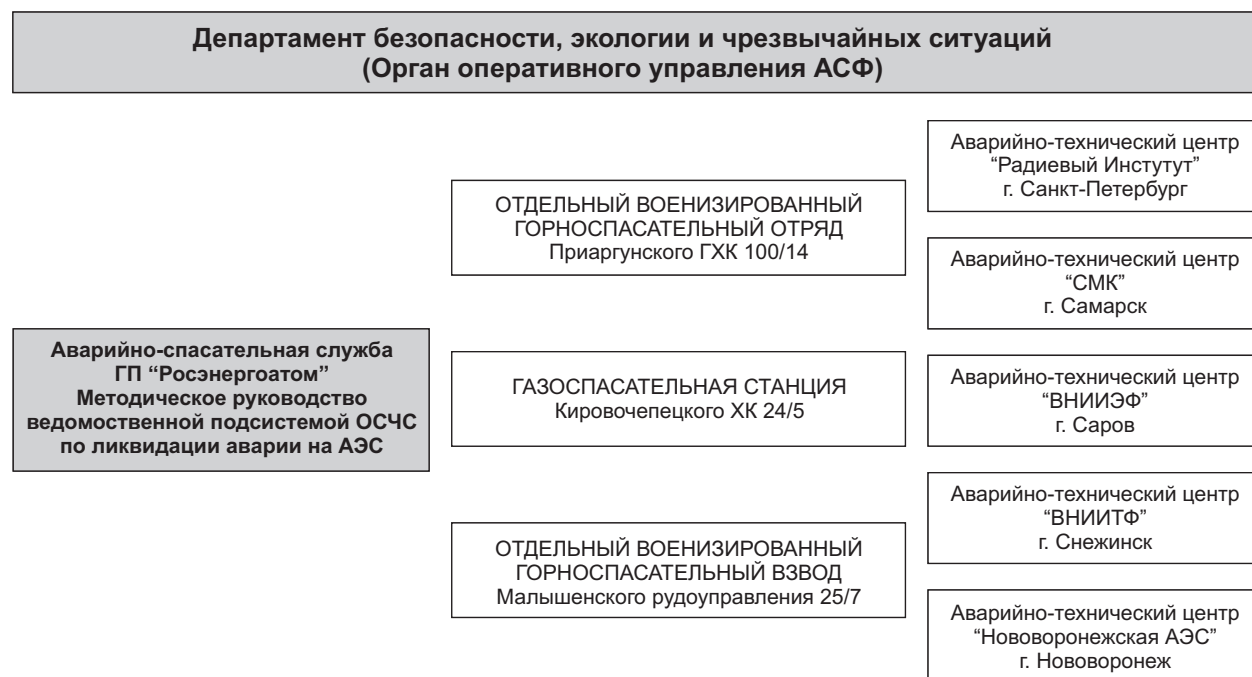 Департамент безопасности, экологии и чрезвычайных ситуаций
(Орган оперативного управления АСФ)
Аварийно-спасательная служба
ГП “Росэнергоатом”
Методическое руководство
ведомоственной подсистемой ОСЧС
по ликвидации аварии на АЭС
ОТДЕЛЬНЫЙ ВОЕНИЗИРОВАННЫЙ
ГОРНОСПАСАТЕЛЬНЫЙ ОТРЯД
Приаргунского ГХК 100/14
ГАЗОСПАСАТЕЛЬНАЯ СТАНЦИЯ
Кировочепецкого ХК 24/5
ОТДЕЛЬНЫЙ ВОЕНИЗИРОВАННЫЙ
ГОРНОСПАСАТЕЛЬНЫЙ ВЗВОД
Малышенского рудоуправления 25/7
Аварийно-технический центр
“Радиевый Инстутут”
г. Санкт-Петербург
Аварийно-технический центр
“СМК”
г. Самарск
Аварийно-технический центр
“ВНИИЭФ”
г. Саров
Аварийно-технический центр
“ВНИИТФ”
г. Снежинск
Аварийно-технический центр
“Нововоронежская АЭС”
г. Нововоронеж